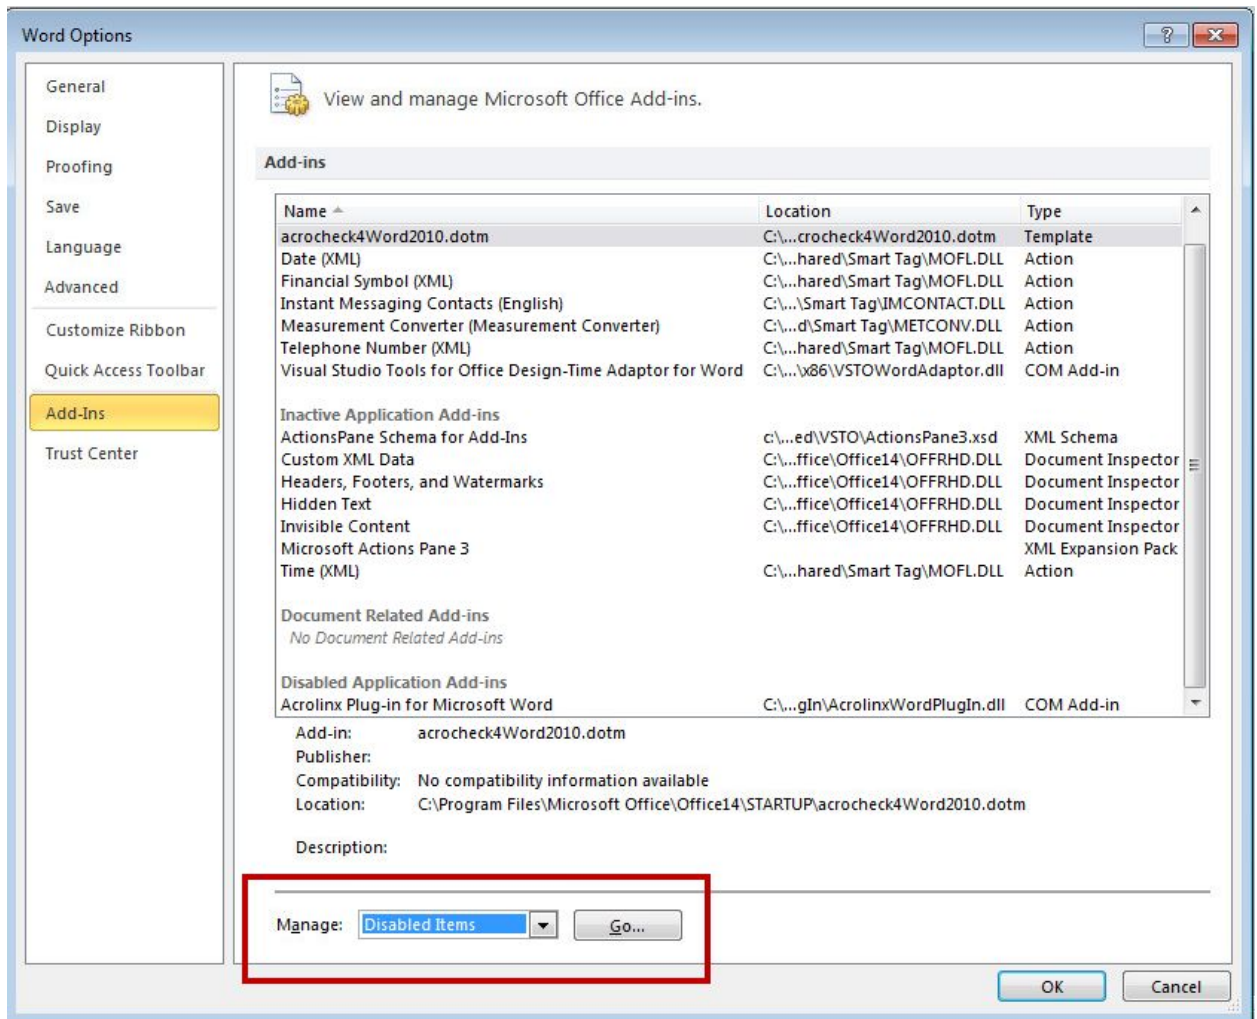 Word Options
General
Display
Proofing
Save
Language
Advanced
Customize Ribbon
Quick Access Toolbar
Add-Ins
Trust Center
View and manage Microsoft Office Add-ins.
Add-ins
Name Location Type
acrocheck4Word2010.dotm C:\...crocheck4Word2010.dotm Template
Date (XML) C:\...hared\Smart Tag\MOFL.DLL Action
Financial Symbol (XML) C:\...hared\Smart Tag\MOFL.DLL Action
Instant Messaging Contacts (English) C:\...\Smart Tag\IMCONTACT.DLL Action
Measurement Converter (Measurement Converter) C:\...d\Smart Tag\METCONV.DLL Action
Telephone Number (XML) C:\...hared\Smart Tag\MOFL.DLL Action
Visual Studio Tools for Office Design-Time Adaptor for Word C:\...\x86\VSTOWordAdaptor.dll COM Add-in
Inactive Application Add-ins
ActionsPane Schema for Add-Ins c:\...ed\VSTO\ActionsPane3.xsd XML Schema
Custom XML Data C:\...ffice\Office14\OFFRHD.DLL Document Inspector
Headers, Footers, and Watermarks C:\...ffice\Office14\OFFRHD.DLL Document Inspector
Hidden Text C:\...ffice\Office14\OFFRHD.DLL Document Inspector
Invisible Content C:\...ffice\Office14\OFFRHD.DLL Document Inspector
Microsoft Actions Pane 3 XML Expansion Pack
Time (XML) C:\...hared\Smart Tag\MOFL.DLL Action
Document Related Add-ins
No Document Related Add-ins
Disabled Application Add-ins
Acrolinx Plug-in for Microsoft Word C:\...gIn\AcrolinxWordPlugIn.dll COM Add-in
Add-in: acrocheck4Word2010.dotm
Publisher:
Compatibility: No compatibility information available
Location: C:\Program Files\Microsoft Office\Office14\STARTUP\acrocheck4Word2010.dotm
Description:
Manage: Disabled Items Go...
OK Cancel